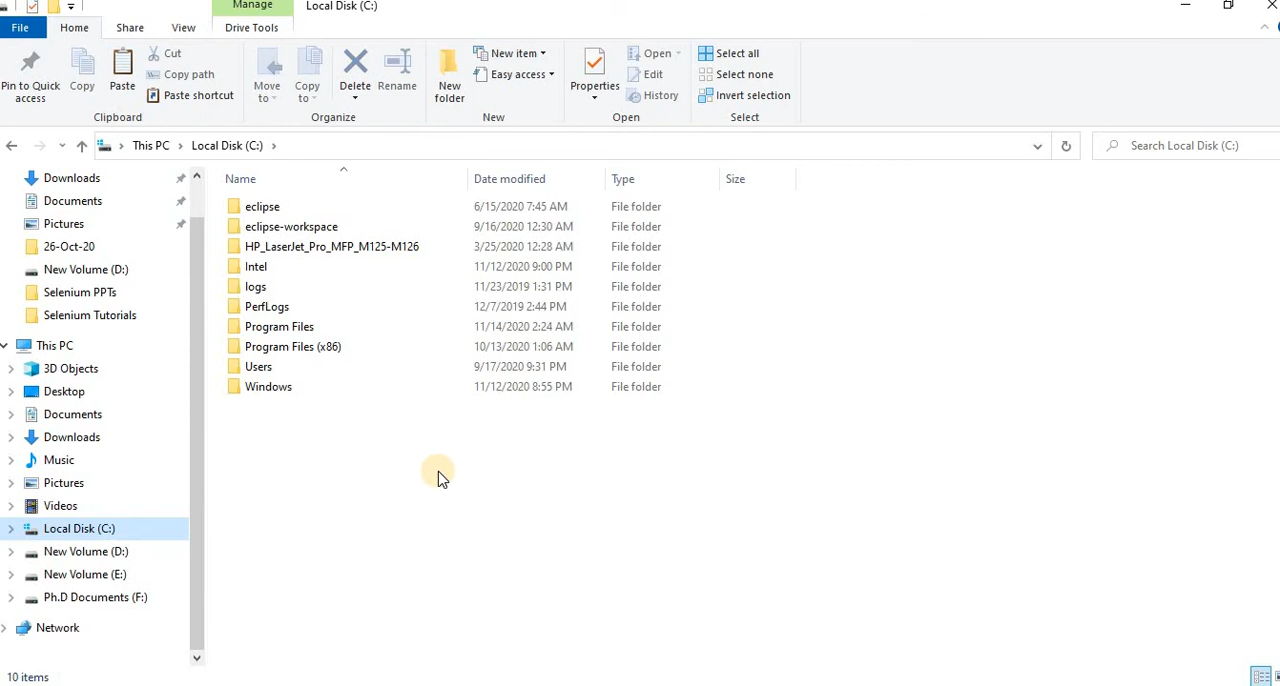 Manage
Local Disk (C:)
File
Home
Share
View
Drive Tools
Pin to Quick access
Copy
Paste
Cut
Copy path
Paste shortcut
Clipboard
Move to
Copy to
Delete
Rename
Organize
New folder
New item
Easy access
New
Properties
Open
Edit
History
Open
Select all
Select none
Invert selection
Select
This PC
Local Disk (C:)
Search Local Disk (C:)
Downloads
Documents
Pictures
26-Oct-20
New Volume (D:)
Selenium PPTs
Selenium Tutorials
This PC
3D Objects
Desktop
Documents
Downloads
Music
Pictures
Videos
Local Disk (C:)
New Volume (D:)
New Volume (E:)
Ph.D Documents (F:)
Network
Name Date modified Type Size
eclipse 6/15/2020 7:45 AM File folder
eclipse-workspace 9/16/2020 12:30 AM File folder
HP_LaserJet_Pro_MFP_M125-M126 3/25/2020 12:28 AM File folder
Intel 11/12/2020 9:00 PM File folder
logs 11/23/2019 1:31 PM File folder
PerfLogs 12/7/2019 2:44 PM File folder
Program Files 11/14/2020 2:24 AM File folder
Program Files (x86) 10/13/2020 1:06 AM File folder
Users 9/17/2020 9:31 PM File folder
Windows 11/12/2020 8:55 PM File folder
10 items